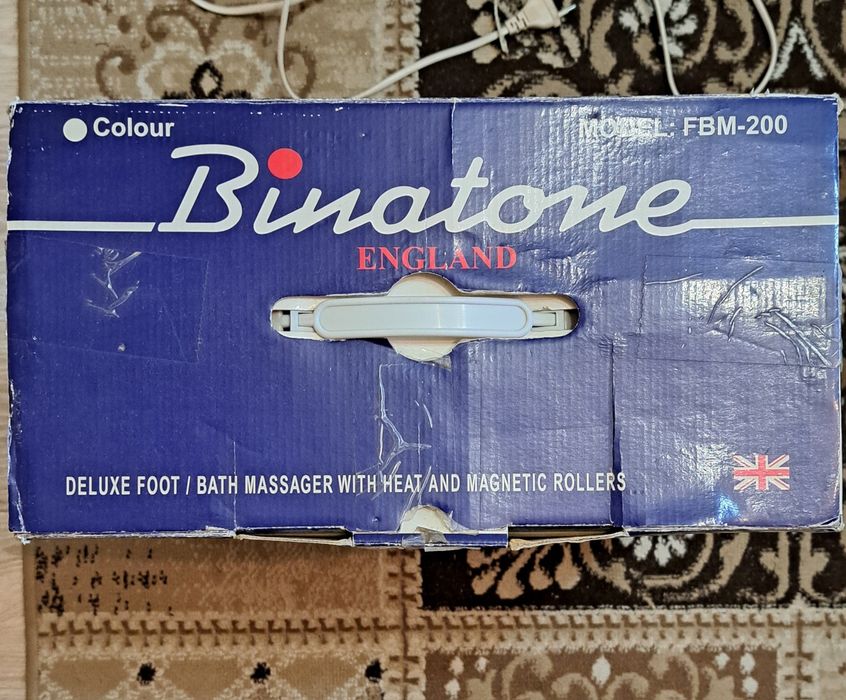 Colour
MODEL: FBM-200
Binatone
ENGLAND
DELUXE FOOT / BATH MASSAGER WITH HEAT AND MAGNETIC ROLLERS